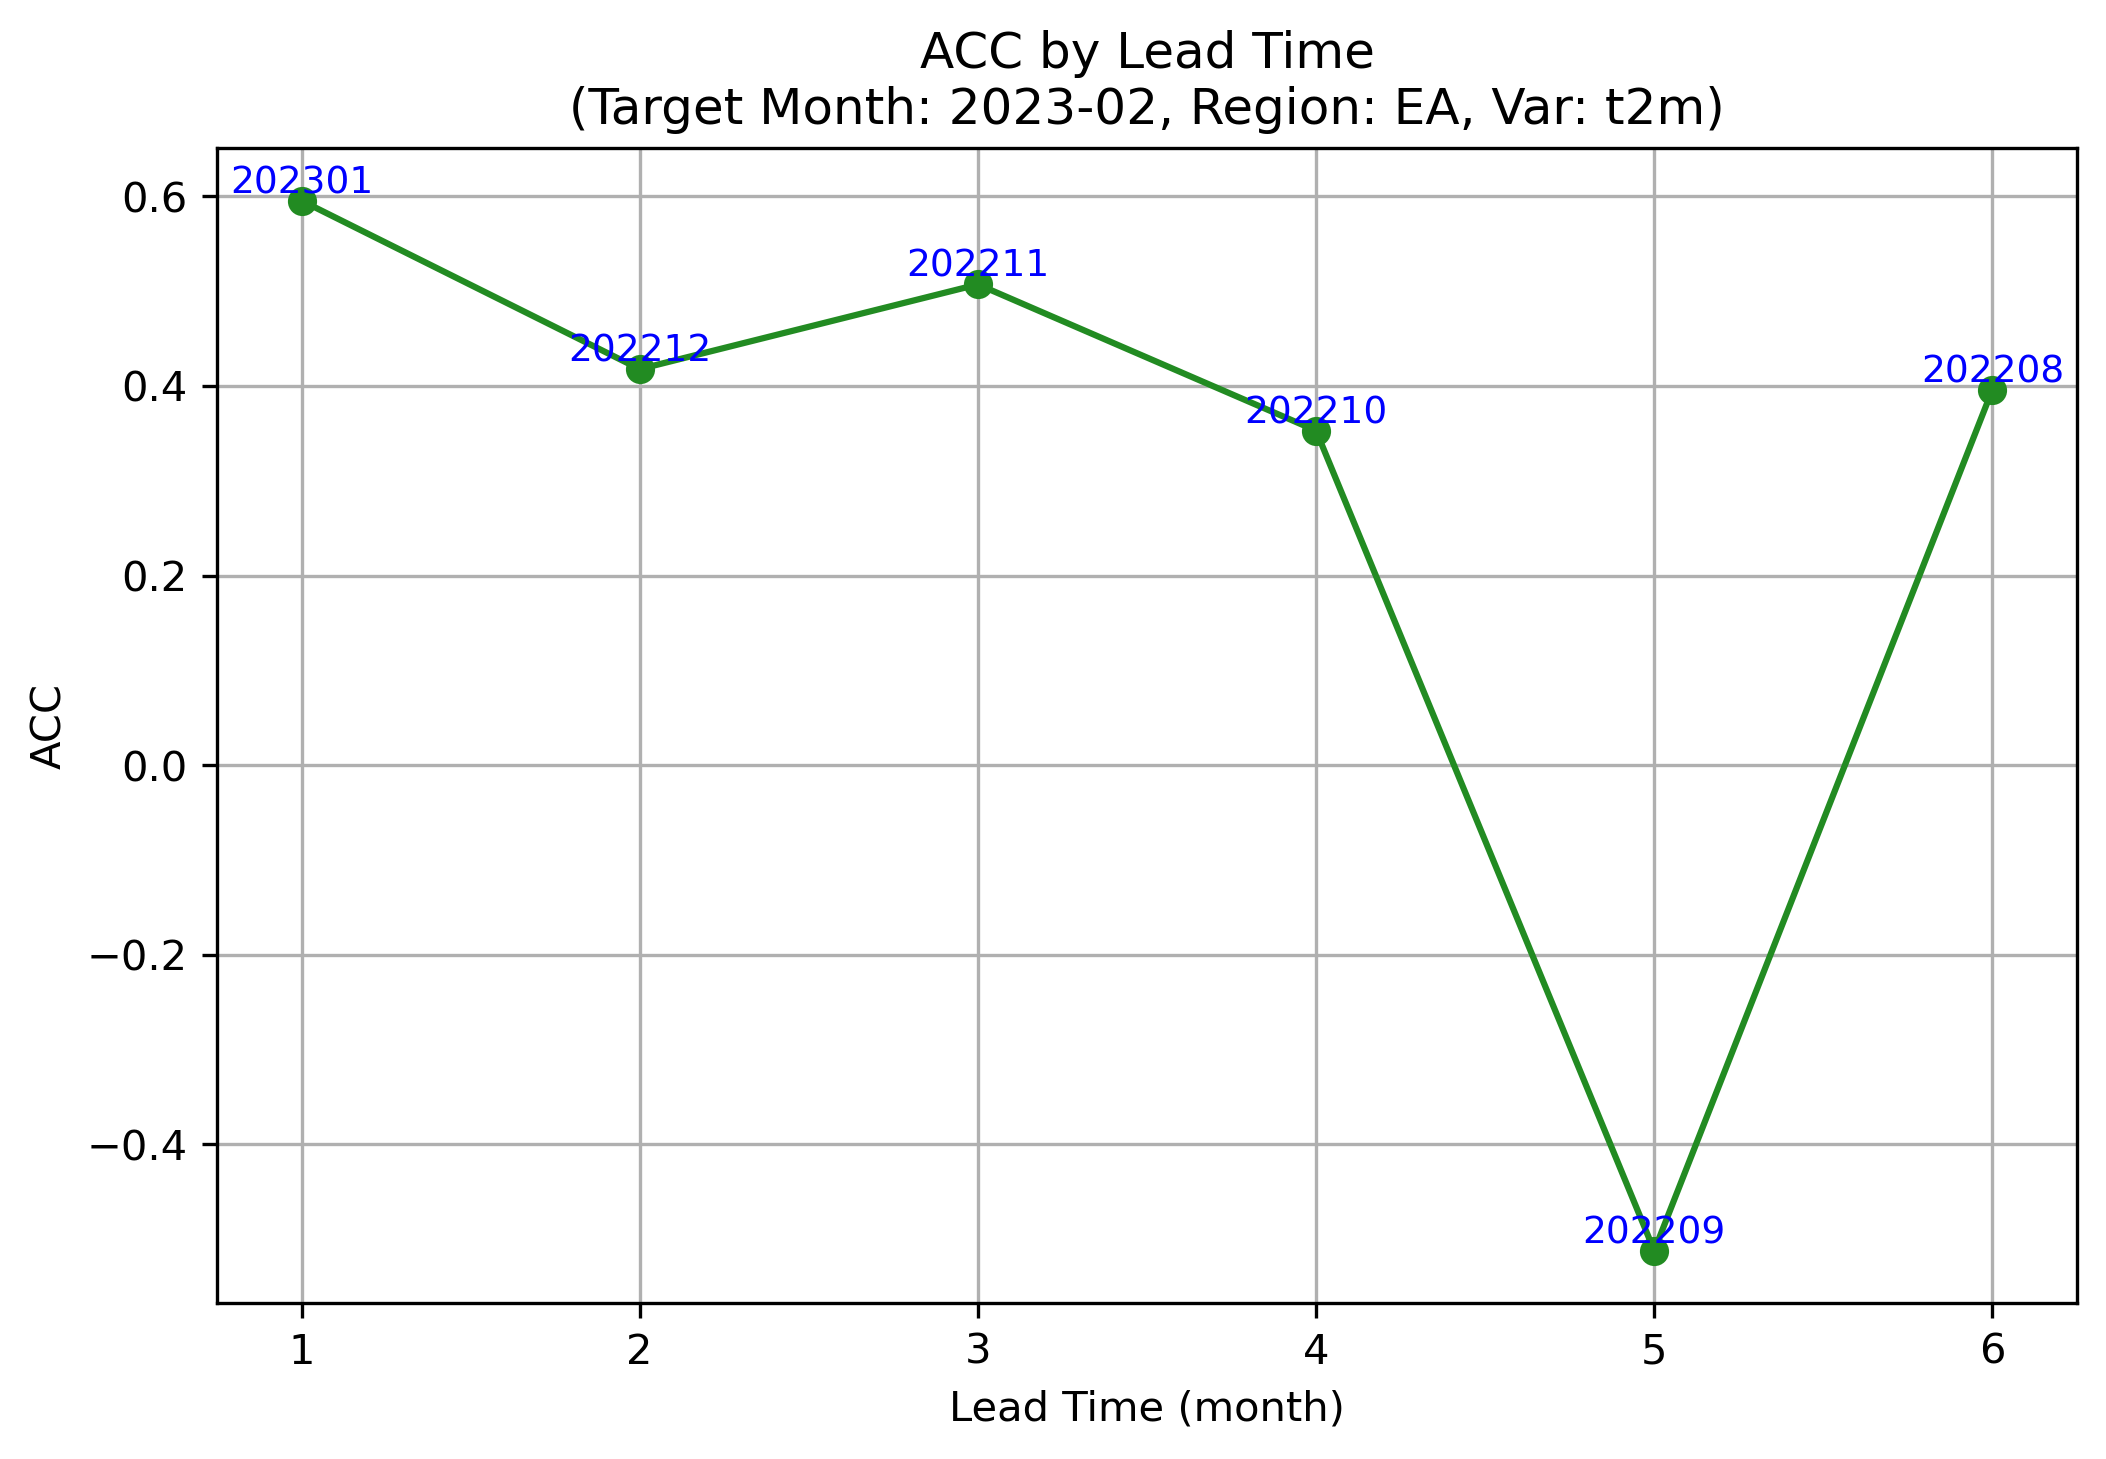 ACC by Lead Time
(Target Month: 2023-02, Region: EA, Var: t2m)
202301
202212
202211
202210
202209
202208
0.6
0.4
0.2
0.0
−0.2
−0.4
ACC
1 2 3 4 5 6
Lead Time (month)